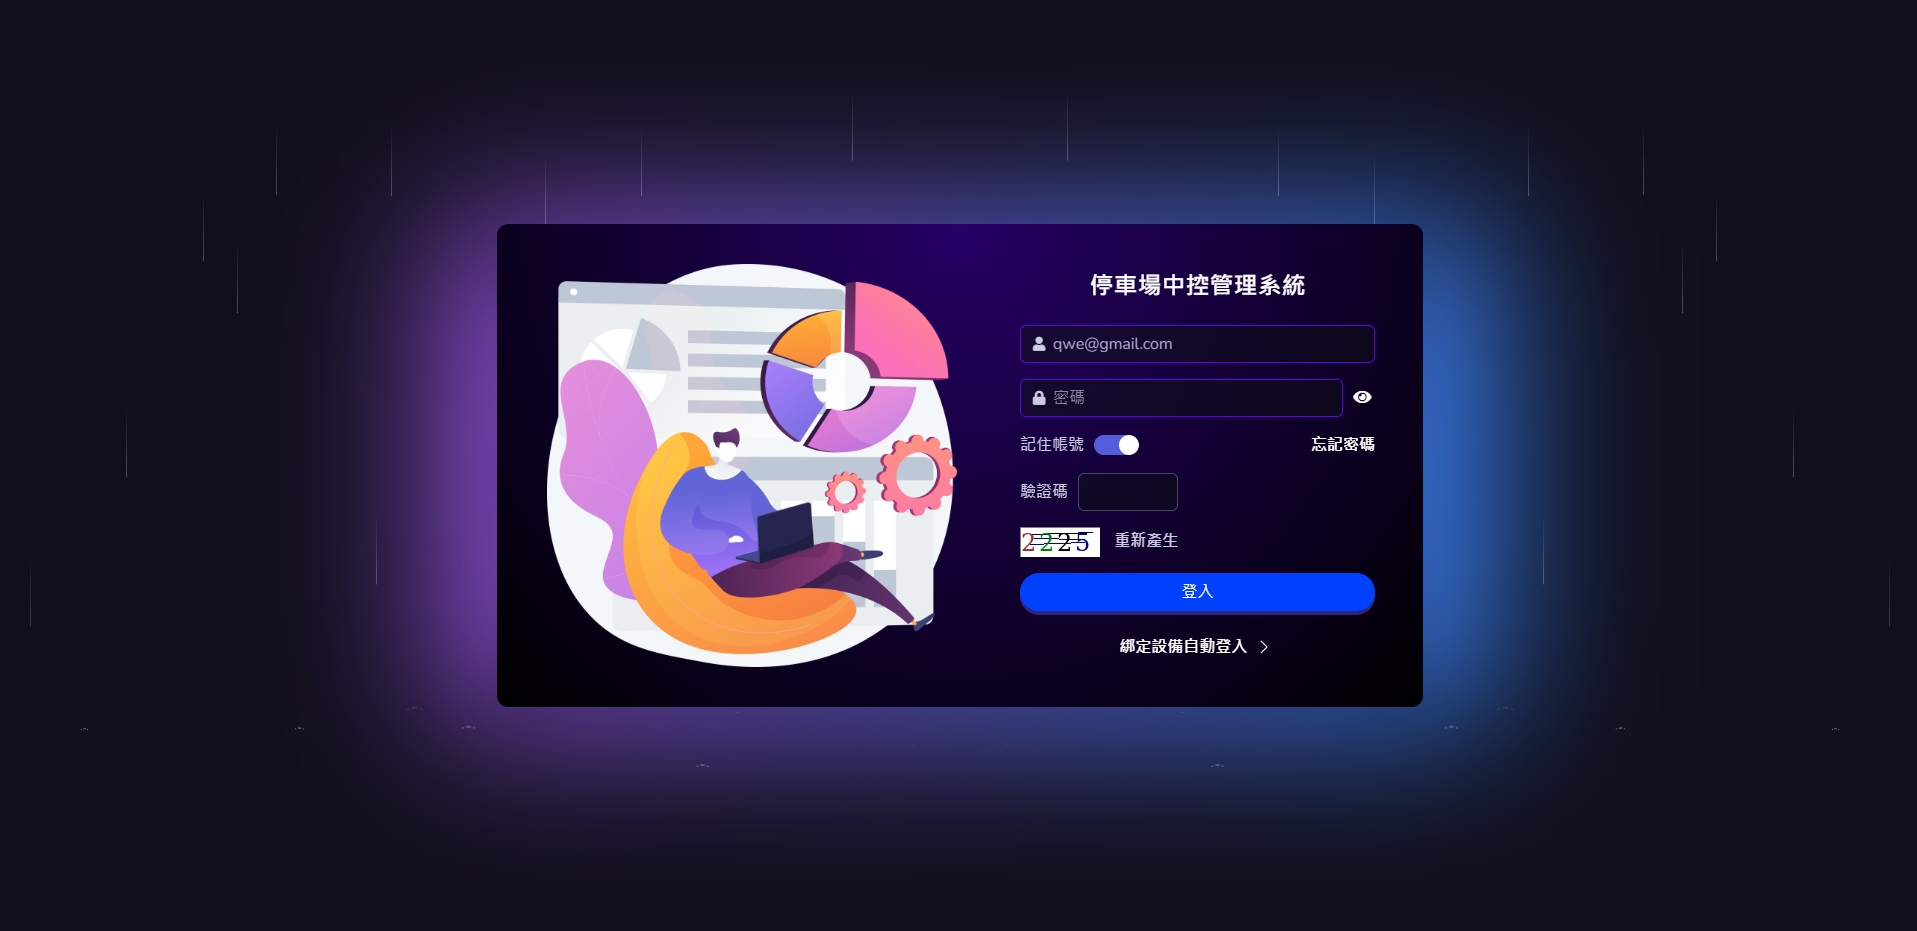 停車場中控管理系統
qwe@gmail.com
密碼
記住帳號 忘記密碼
驗證碼
2225 重新產生
登入
綁定設備自動登入